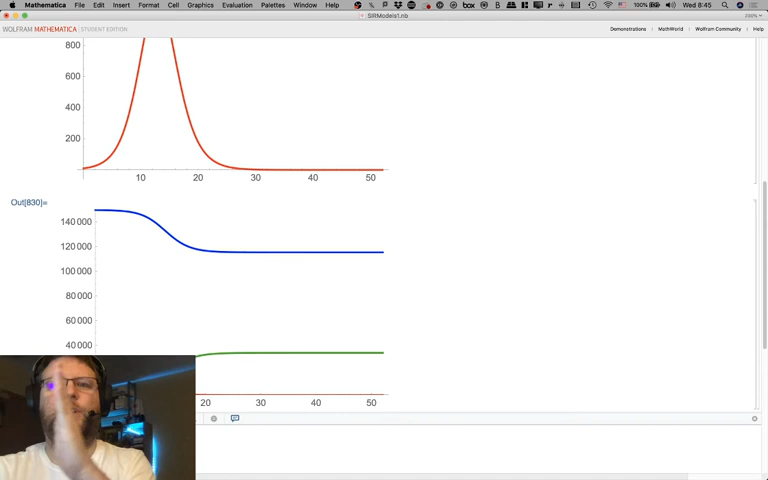 Mathematica File Edit Insert Format Cell Graphics Evaluation Palettes Window Help 100% Wed 8:45
SIRModels1.nb
200%
WOLFRAM MATHEMATICA | STUDENT EDITION Demonstrations | MathWorld | Wolfram Community | Help
800
600
400
200
10 20 30 40 50
Out[830]=
140 000
120 000
100 000
80 000
60 000
40 000
20 30 40 50